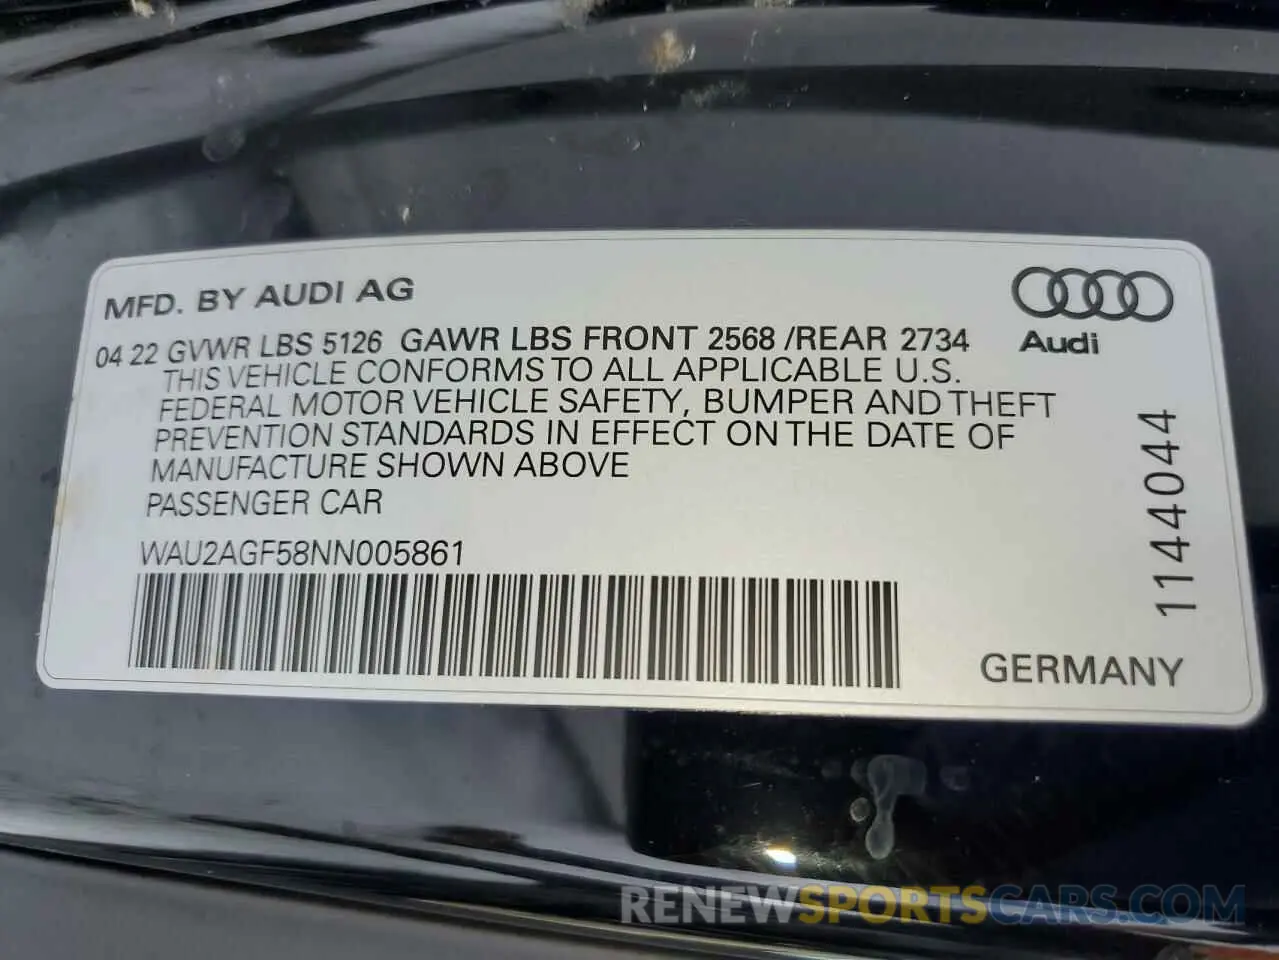 MFD. BY AUDI AG
Audi
04 22 GVWR LBS 5126 GAWR LBS FRONT 2568 /REAR 2734
THIS VEHICLE CONFORMS TO ALL APPLICABLE U.S.
FEDERAL MOTOR VEHICLE SAFETY, BUMPER AND THEFT
PREVENTION STANDARDS IN EFFECT ON THE DATE OF
MANUFACTURE SHOWN ABOVE
PASSENGER CAR
WAU2AGF58NN005861
1144044
GERMANY
RENEWSPORTSCARS.COM